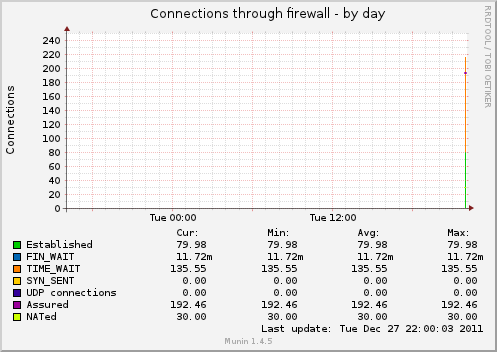 Connections through firewall - by day
RRDTOOL / TOBI OETIKER
Connections
240
220
200
180
160
140
120
100
80
60
40
20
0
Tue 00:00 Tue 12:00
Cur: Min: Avg: Max:
Established 79.98 79.98 79.98 79.98
FIN_WAIT 11.72m 11.72m 11.72m 11.72m
TIME_WAIT 135.55 135.55 135.55 135.55
SYN_SENT 0.00 0.00 0.00 0.00
UDP connections 0.00 0.00 0.00 0.00
Assured 192.46 192.46 192.46 192.46
NATed 30.00 30.00 30.00 30.00
Last update: Tue Dec 27 22:00:03 2011
Munin 1.4.5